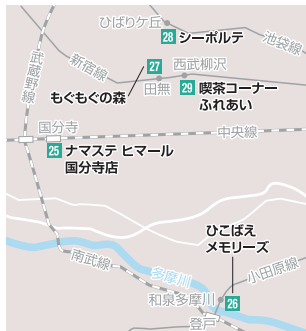 ひばりケ丘
池袋線
28 シーポルテ
武蔵野線
新宿線
27
西武柳沢
もぐもぐの森
田無
29 喫茶コーナー
ふれあい
国分寺
中央線
25 ナマステ ヒマール
国分寺店
ひこばえ
メモリーズ
南武線
多摩川
小田原線
和泉多摩川
26
登戸